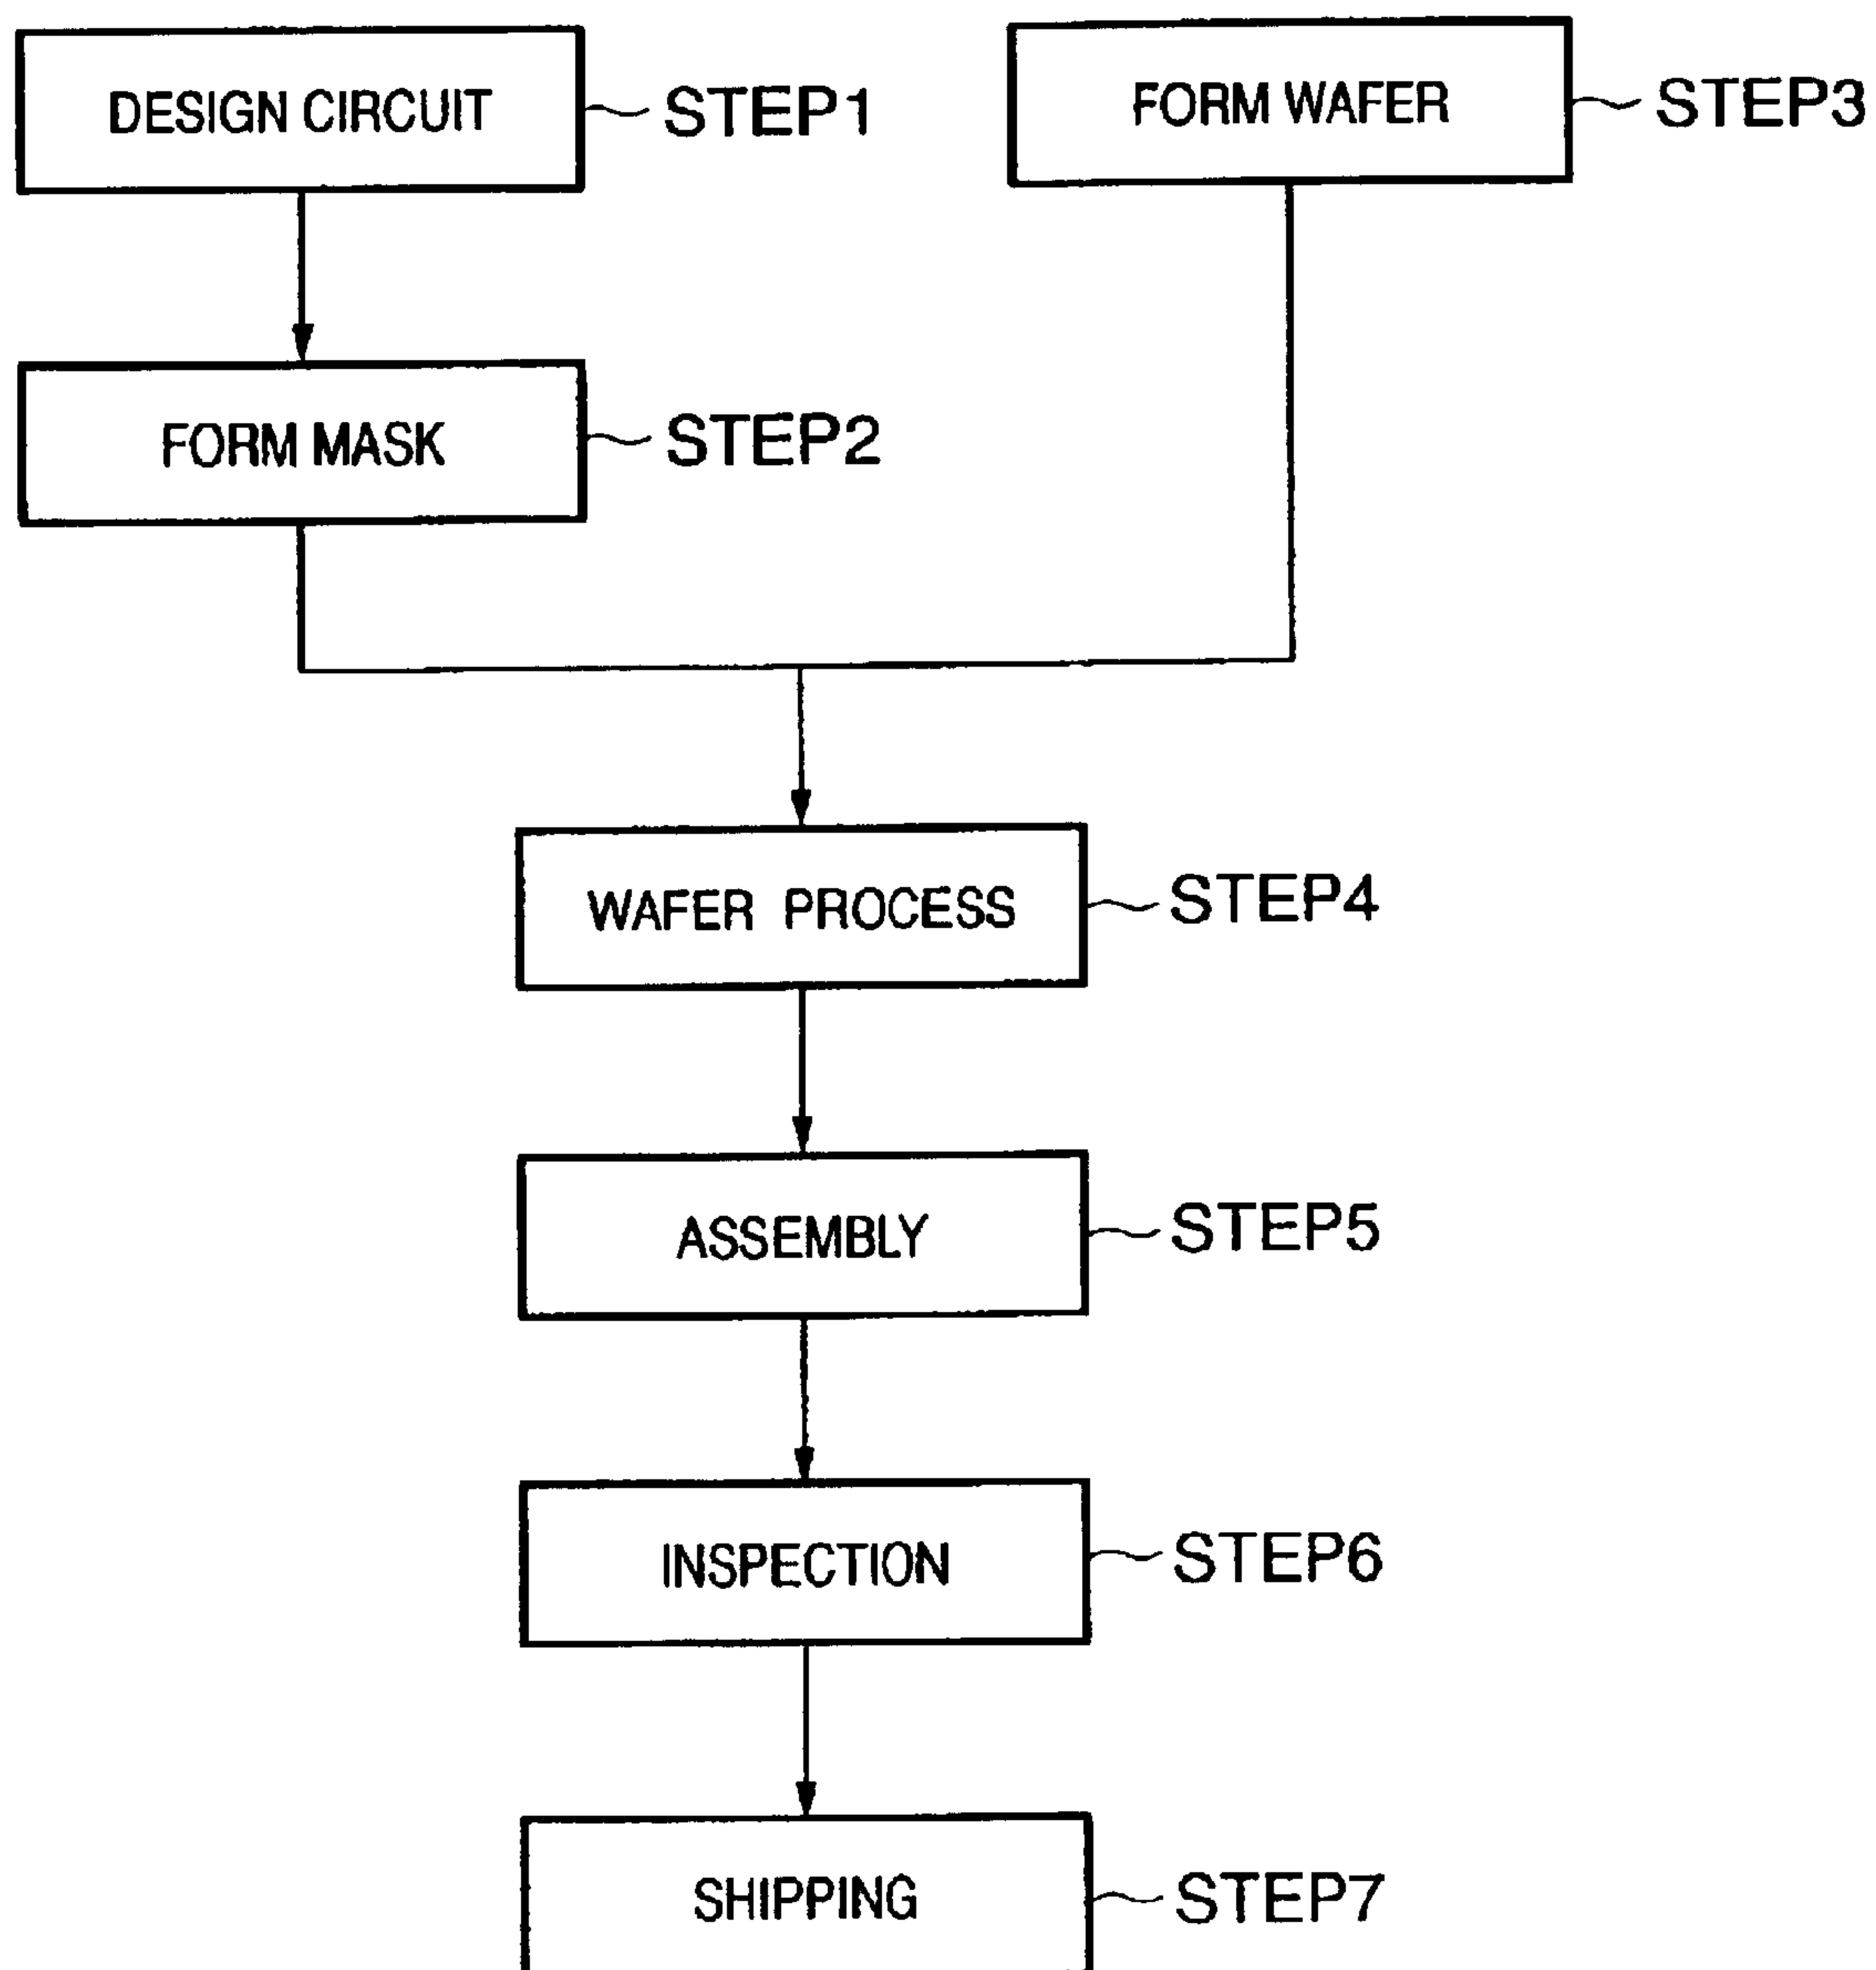 DESIGN CIRCUIT
STEP1
FORM WAFER
STEP3
FORM MASK
STEP2
WAFER PROCESS
STEP4
ASSEMBLY
STEP5
INSPECTION
STEP6
SHIPPING
STEP7